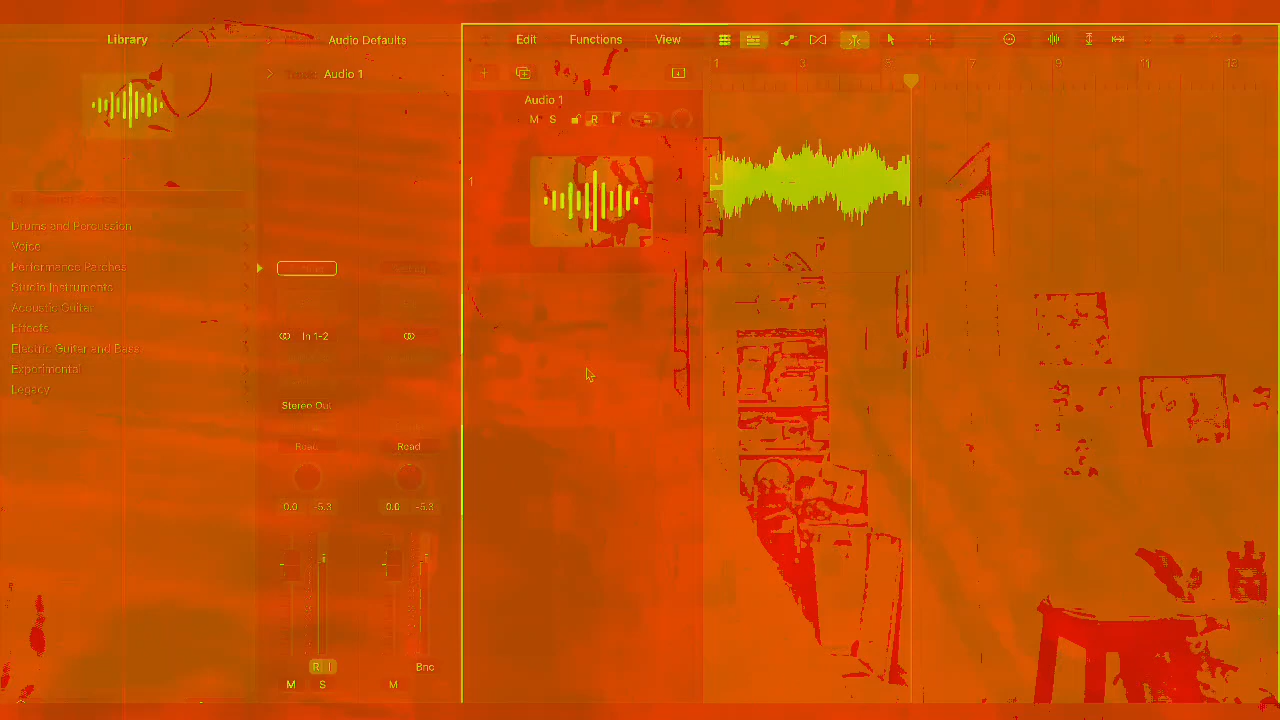 Library
Audio Defaults
Edit Functions View
Track: Audio 1
1 3 5 7 9 11 13
Audio 1
M S R I
1
Drums and Percussion
Voice
Performance Patches
Studio Instruments
Acoustic Guitar
Effects
Electric Guitar and Bass
Experimental
Legacy
In 1-2
Stereo Out
Read Read
0.0 -5.3 0.0 -5.3
R I Bnc
M S M